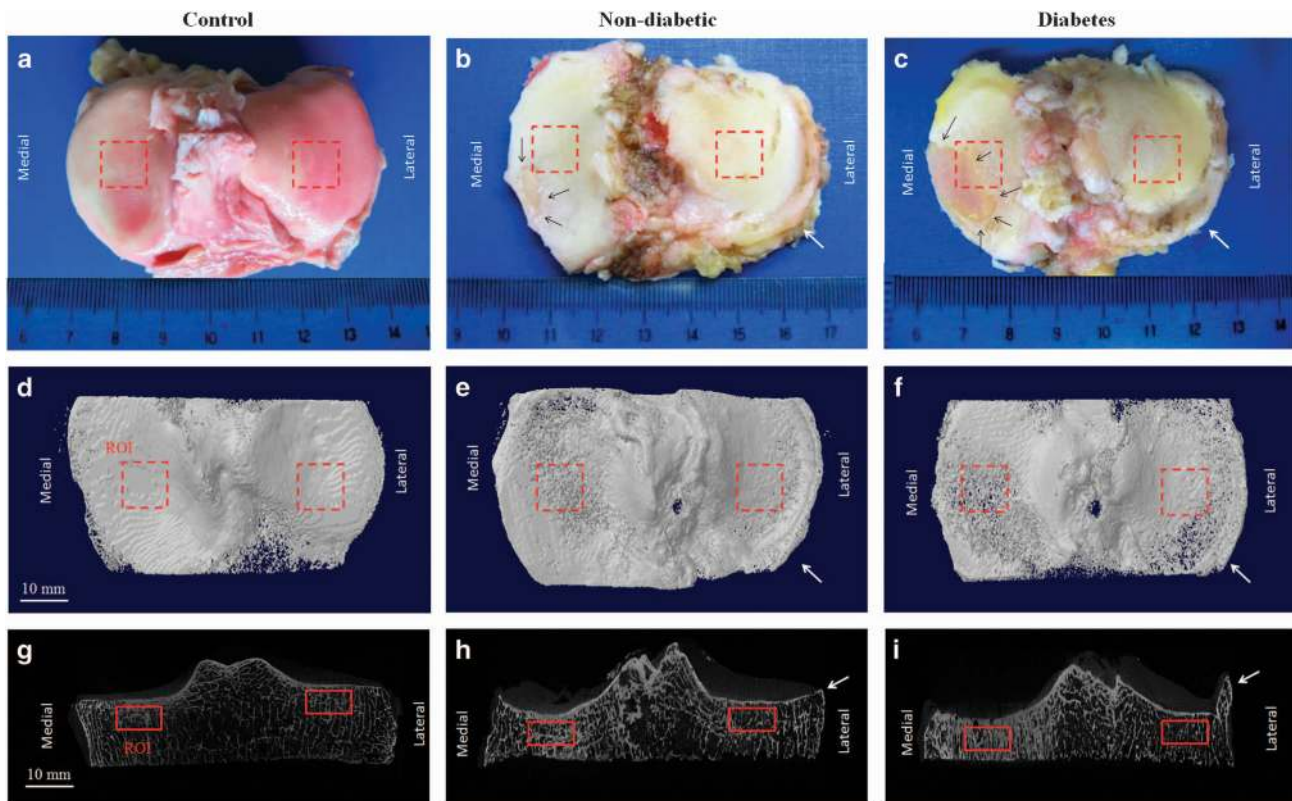 Control Non-diabetic Diabetes
a b c
Medial Lateral Medial Lateral Medial Lateral
6 7 8 9 10 11 12 13 14 9 10 11 12 13 14 15 16 17 6 7 8 9 10 11 12 13 14
d e f
Medial ROI Lateral Medial Lateral Medial Lateral
10 mm
g h i
Medial ROI Lateral Medial Lateral Medial Lateral
10 mm